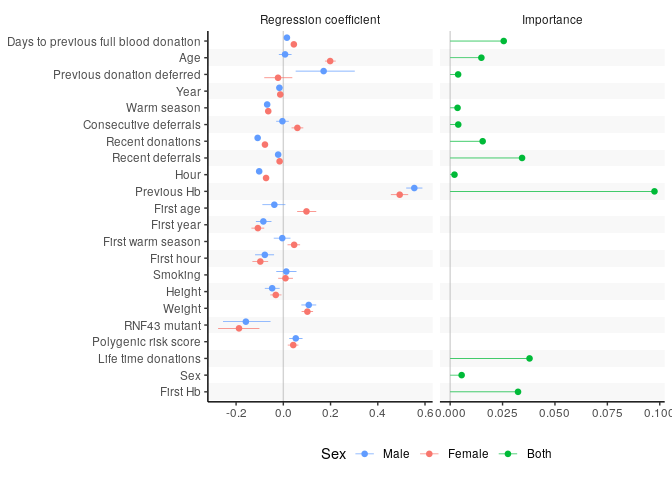 Regression coefficient
Importance
Days to previous full blood donation
Age
Previous donation deferred
Year
Warm season
Consecutive deferrals
Recent donations
Recent deferrals
Hour
Previous Hb
First age
First year
First warm season
First hour
Smoking
Height
Weight
RNF43 mutant
Polygenic risk score
Life time donations
Sex
First Hb
-0.2 0.0 0.2 0.4 0.6 0.000 0.025 0.050 0.075 0.100
Sex Male Female Both